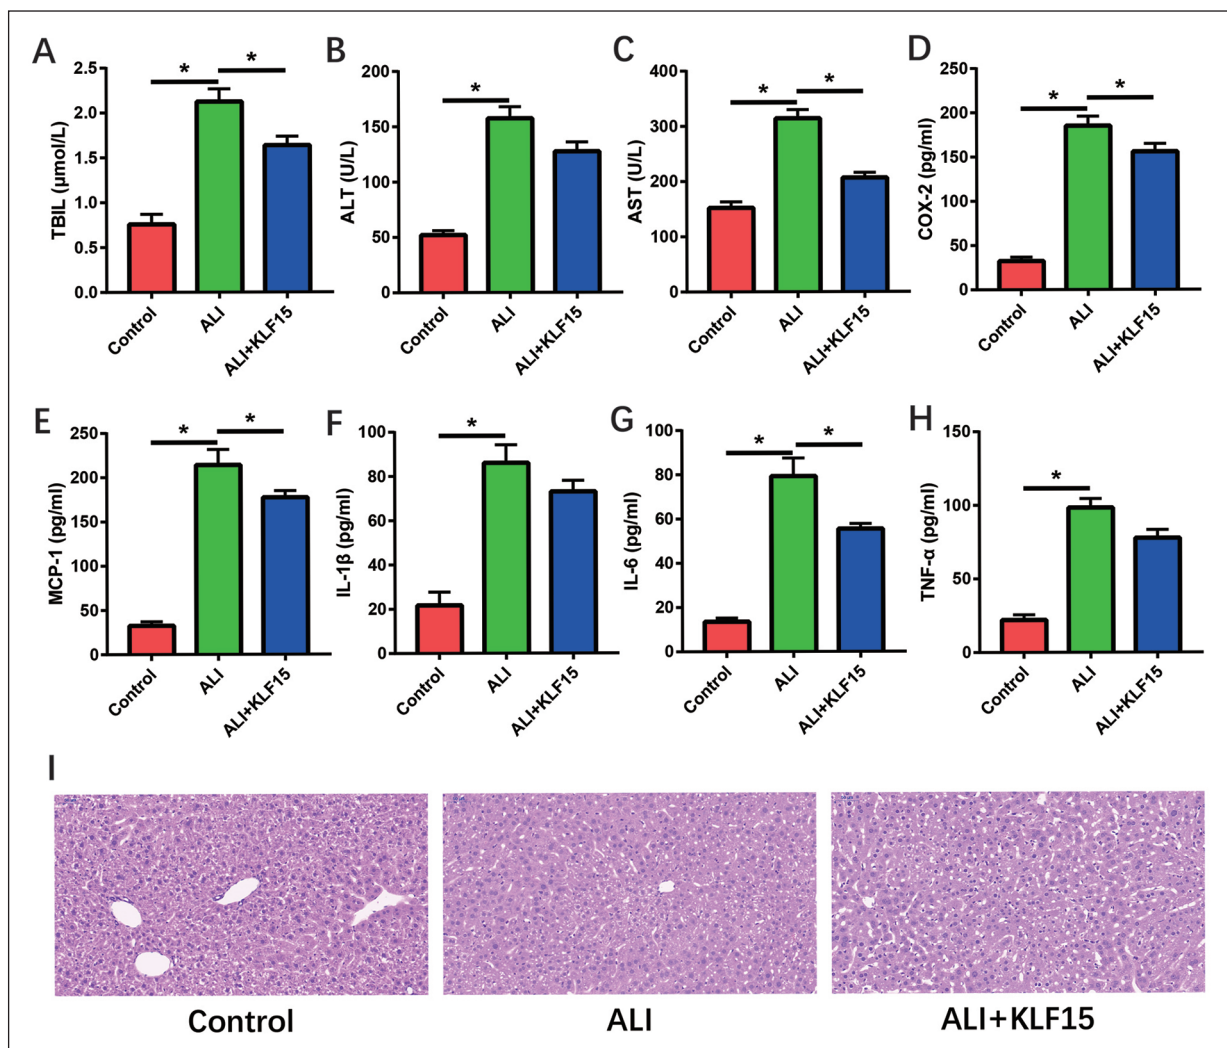 A
TBIL (μmol/L)
2.5
2.0
1.5
1.0
0.5
0.0
*
*
Control
ALI
ALI+KLF15
B
ALT (U/L)
200
150
100
50
0
*
Control
ALI
ALI+KLF15
C
AST (U/L)
400
300
200
100
0
*
*
Control
ALI
ALI+KLF15
D
COX-2 (pg/ml)
250
200
150
100
50
0
*
*
Control
ALI
ALI+KLF15
E
MCP-1 (pg/ml)
250
200
150
100
50
0
*
*
Control
ALI
ALI+KLF15
F
IL-1β (pg/ml)
100
80
60
40
20
0
*
Control
ALI
ALI+KLF15
G
IL-6 (pg/ml)
100
80
60
40
20
0
*
*
Control
ALI
ALI+KLF15
H
TNF-α (pg/ml)
150
100
50
0
*
Control
ALI
ALI+KLF15
I
Control
ALI
ALI+KLF15